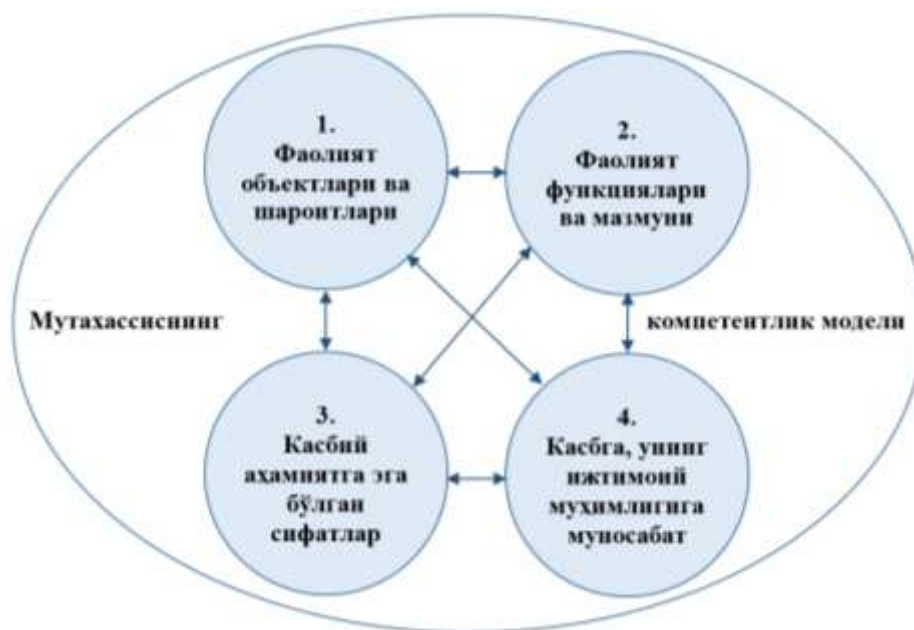 1.
Фаолият
объектлари ва
шароитлари
2.
Фаолият
функциялари
ва мазмуни
Мутахассиснинг
компетентлик модели
3.
Касбий
аҳамиятга эга
бўлган
сифатлар
4.
Касбга, унинг
ижтимоий
муҳимлигига
муносабат